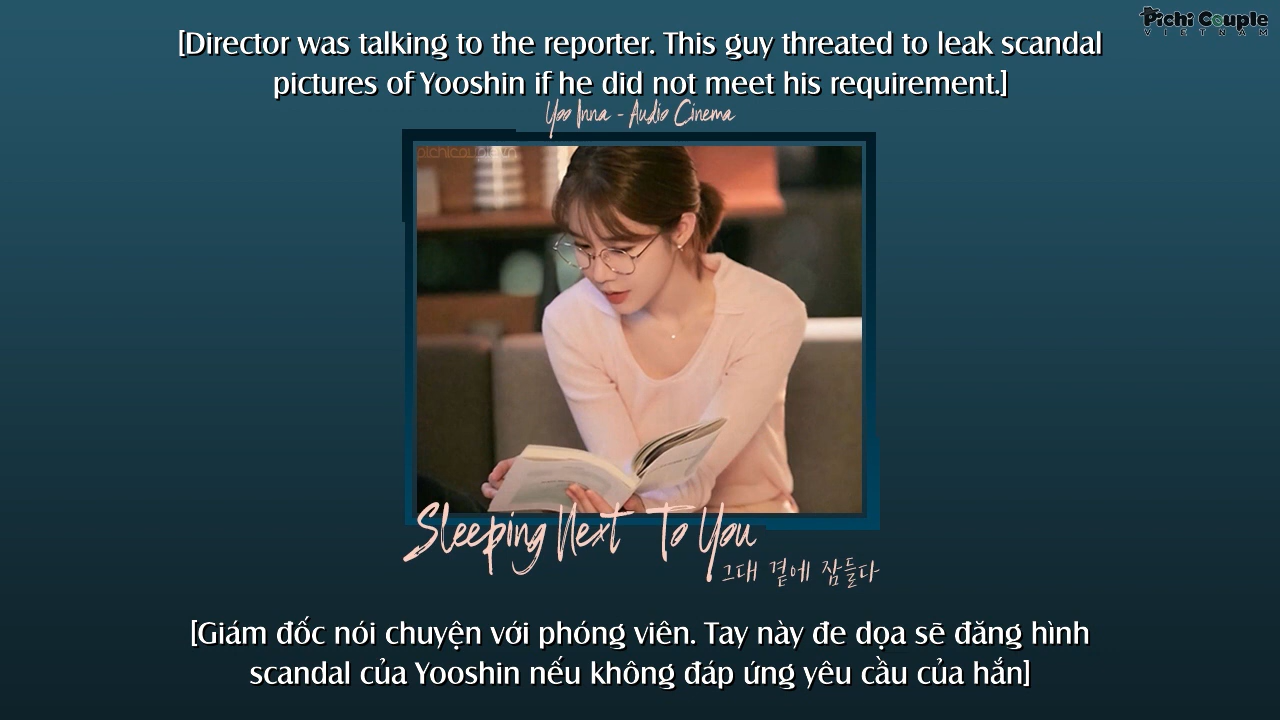 Pichi Couple
VIETNAM
[Director was talking to the reporter. This guy threated to leak scandal
pictures of Yooshin if he did not meet his requirement.]
Yoo Inna - Audio Cinema
pichicouple.vn
Sleeping Next To You
그대 곁에 잠들다
[Giám đốc nói chuyện với phóng viên. Tay này đe dọa sẽ đăng hình
scandal của Yooshin nếu không đáp ứng yêu cầu của hắn]